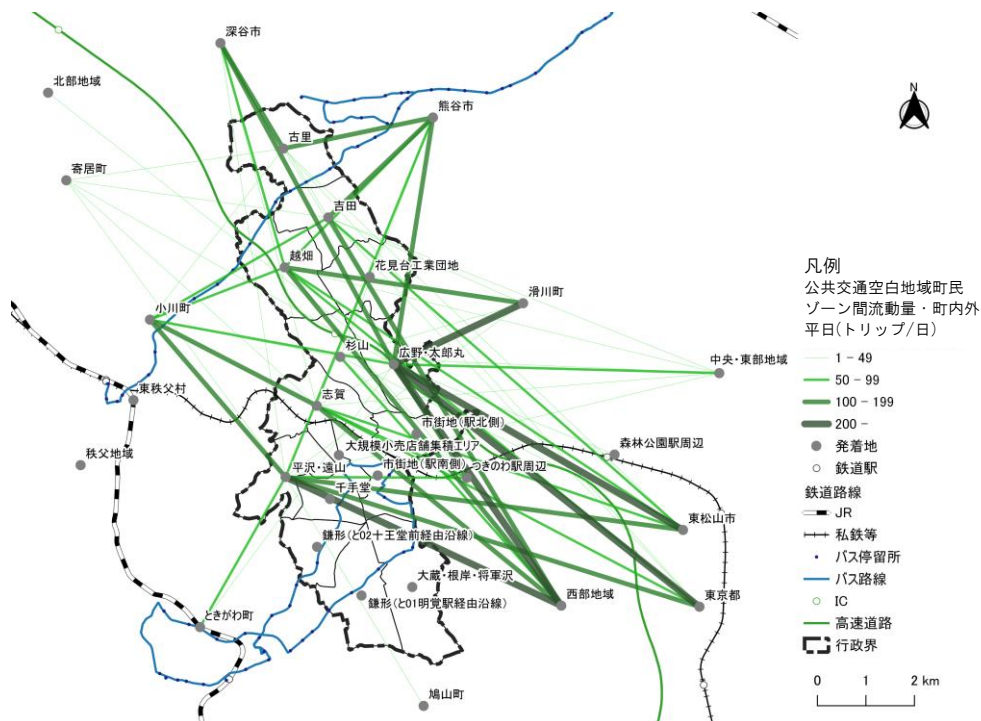 深谷市
北部地域
熊谷市
N
古里
寄居町
吉田
越畑
花見台工業団地
滑川町
小川町
杉山
広野・太郎丸
中央・東部地域
東秩父村
志賀
市街地(駅北側)
大規模小売店舗集積エリア
森林公園駅周辺
秩父地域
平沢・遠山
市街地(駅南側)
つきのわ駅周辺
千手堂
東松山市
鎌形(と02十王堂前経由沿線)
大蔵・根岸・将軍沢
鎌形(と01明覚駅経由沿線)
西部地域
東京都
ときがわ町
鳩山町
凡例
公共交通空白地域町民
ゾーン間流動量・町内外
平日(トリップ/日)
1 - 49
50 - 99
100 - 199
200 -
発着地
鉄道駅
鉄道路線
JR
私鉄等
バス停留所
バス路線
IC
高速道路
行政界
0 1 2 km